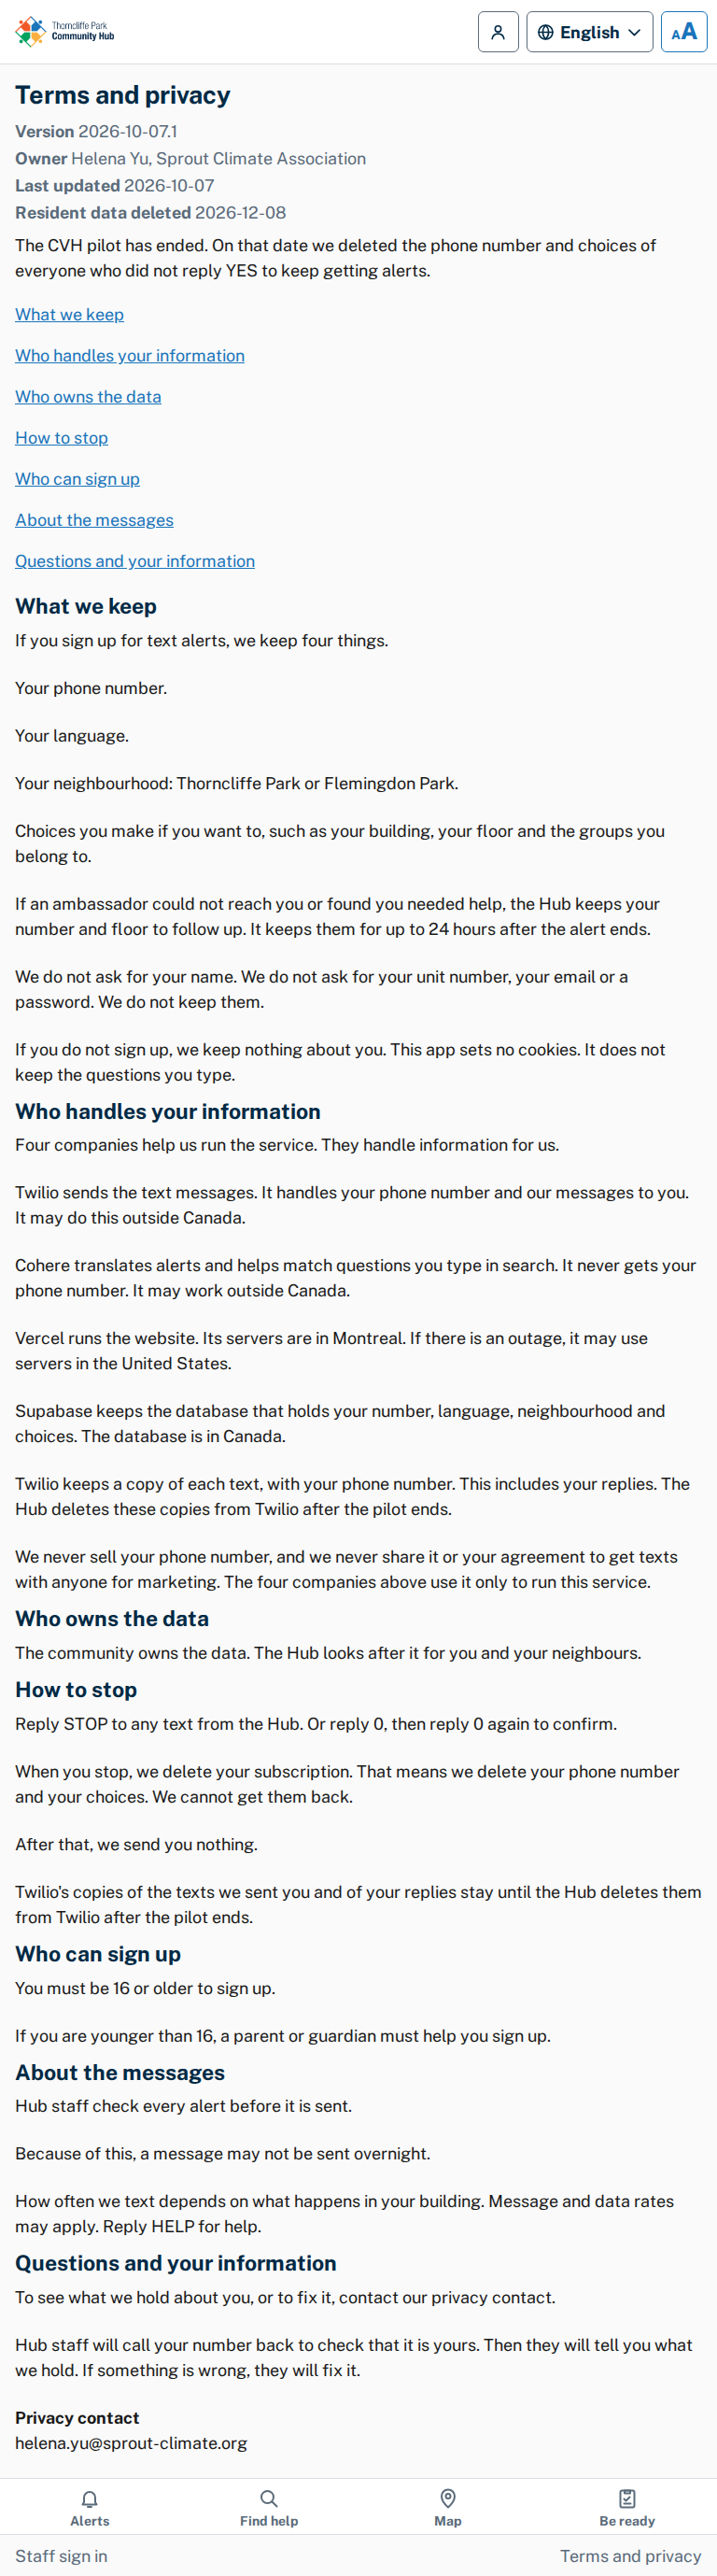 Thorncliffe Park
Community Hub
English
AA
Terms and privacy
Version 2026-10-07.1
Owner Helena Yu, Sprout Climate Association
Last updated 2026-10-07
Resident data deleted 2026-12-08
The CVH pilot has ended. On that date we deleted the phone number and choices of
everyone who did not reply YES to keep getting alerts.
What we keep
Who handles your information
Who owns the data
How to stop
Who can sign up
About the messages
Questions and your information
What we keep
If you sign up for text alerts, we keep four things.
Your phone number.
Your language.
Your neighbourhood: Thorncliffe Park or Flemingdon Park.
Choices you make if you want to, such as your building, your floor and the groups you
belong to.
If an ambassador could not reach you or found you needed help, the Hub keeps your
number and floor to follow up. It keeps them for up to 24 hours after the alert ends.
We do not ask for your name. We do not ask for your unit number, your email or a
password. We do not keep them.
If you do not sign up, we keep nothing about you. This app sets no cookies. It does not
keep the questions you type.
Who handles your information
Four companies help us run the service. They handle information for us.
Twilio sends the text messages. It handles your phone number and our messages to you.
It may do this outside Canada.
Cohere translates alerts and helps match questions you type in search. It never gets your
phone number. It may work outside Canada.
Vercel runs the website. Its servers are in Montreal. If there is an outage, it may use
servers in the United States.
Supabase keeps the database that holds your number, language, neighbourhood and
choices. The database is in Canada.
Twilio keeps a copy of each text, with your phone number. This includes your replies. The
Hub deletes these copies from Twilio after the pilot ends.
We never sell your phone number, and we never share it or your agreement to get texts
with anyone for marketing. The four companies above use it only to run this service.
Who owns the data
The community owns the data. The Hub looks after it for you and your neighbours.
How to stop
Reply STOP to any text from the Hub. Or reply 0, then reply 0 again to confirm.
When you stop, we delete your subscription. That means we delete your phone number
and your choices. We cannot get them back.
After that, we send you nothing.
Twilio's copies of the texts we sent you and of your replies stay until the Hub deletes them
from Twilio after the pilot ends.
Who can sign up
You must be 16 or older to sign up.
If you are younger than 16, a parent or guardian must help you sign up.
About the messages
Hub staff check every alert before it is sent.
Because of this, a message may not be sent overnight.
How often we text depends on what happens in your building. Message and data rates
may apply. Reply HELP for help.
Questions and your information
To see what we hold about you, or to fix it, contact our privacy contact.
Hub staff will call your number back to check that it is yours. Then they will tell you what
we hold. If something is wrong, they will fix it.
Privacy contact
helena.yu@sprout-climate.org
Alerts
Find help
Map
Be ready
Staff sign in
Terms and privacy